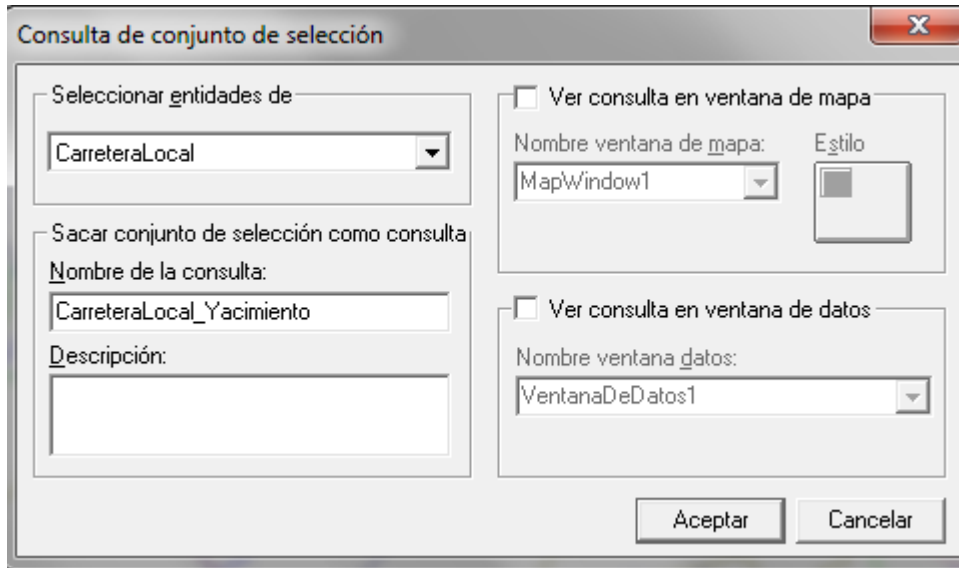 Consulta de conjunto de selección
Seleccionar entidades de
CarreteraLocal
Sacar conjunto de selección como consulta
Nombre de la consulta:
CarreteraLocal_Yacimiento
Descripción:
Ver consulta en ventana de mapa
Nombre ventana de mapa:
Estilo
MapWindow1
Ver consulta en ventana de datos
Nombre ventana datos:
VentanaDeDatos1
Aceptar
Cancelar